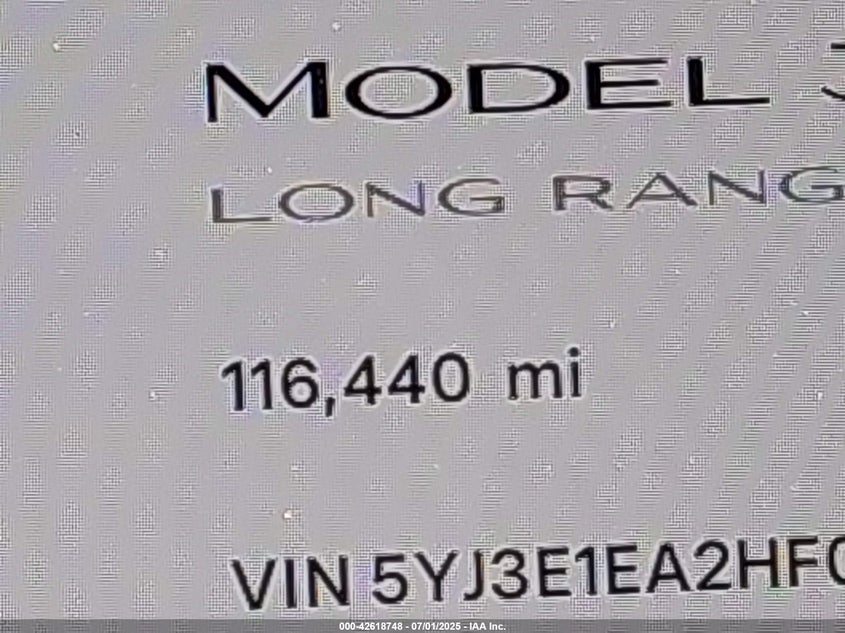 MODEL
LONG RANG
116,440 mi
VIN 5YJ3E1EA2HF
000-42618748 - 07/01/2025 - IAA Inc.